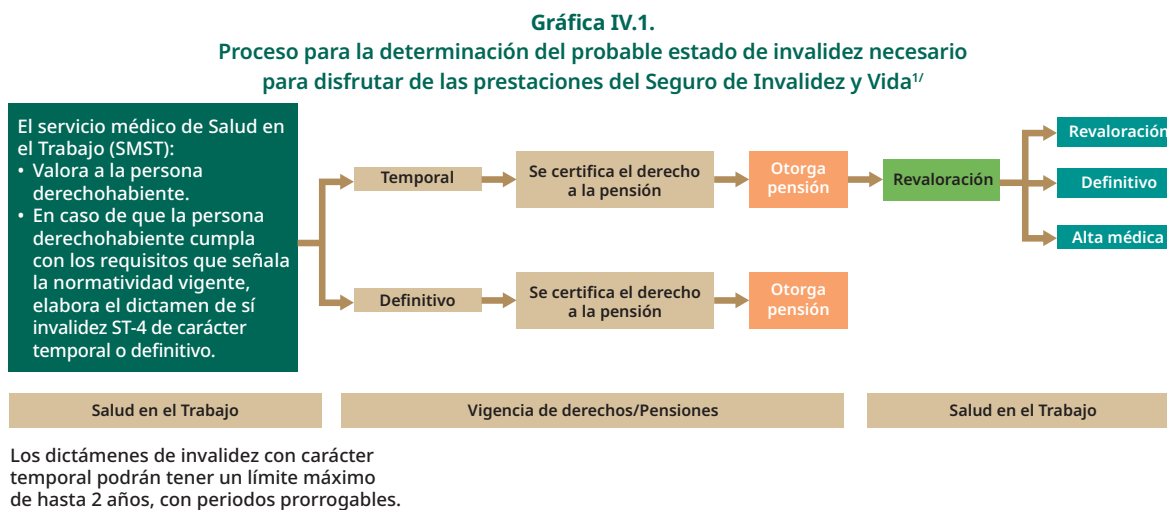 Gráfica IV.1.
Proceso para la determinación del probable estado de invalidez necesario
para disfrutar de las prestaciones del Seguro de Invalidez y Vida1/
El servicio médico de Salud en
el Trabajo (SMST):
• Valora a la persona
derechohabiente.
• En caso de que la persona
derechohabiente cumpla
con los requisitos que señala
la normatividad vigente,
elabora el dictamen de sí
invalidez ST-4 de carácter
temporal o definitivo.
Temporal
Se certifica el derecho
a la pensión
Otorga
pensión
Revaloración
Revaloración
Definitivo
Alta médica
Definitivo
Se certifica el derecho
a la pensión
Otorga
pensión
Salud en el Trabajo
Vigencia de derechos/Pensiones
Salud en el Trabajo
Los dictámenes de invalidez con carácter
temporal podrán tener un límite máximo
de hasta 2 años, con periodos prorrogables.